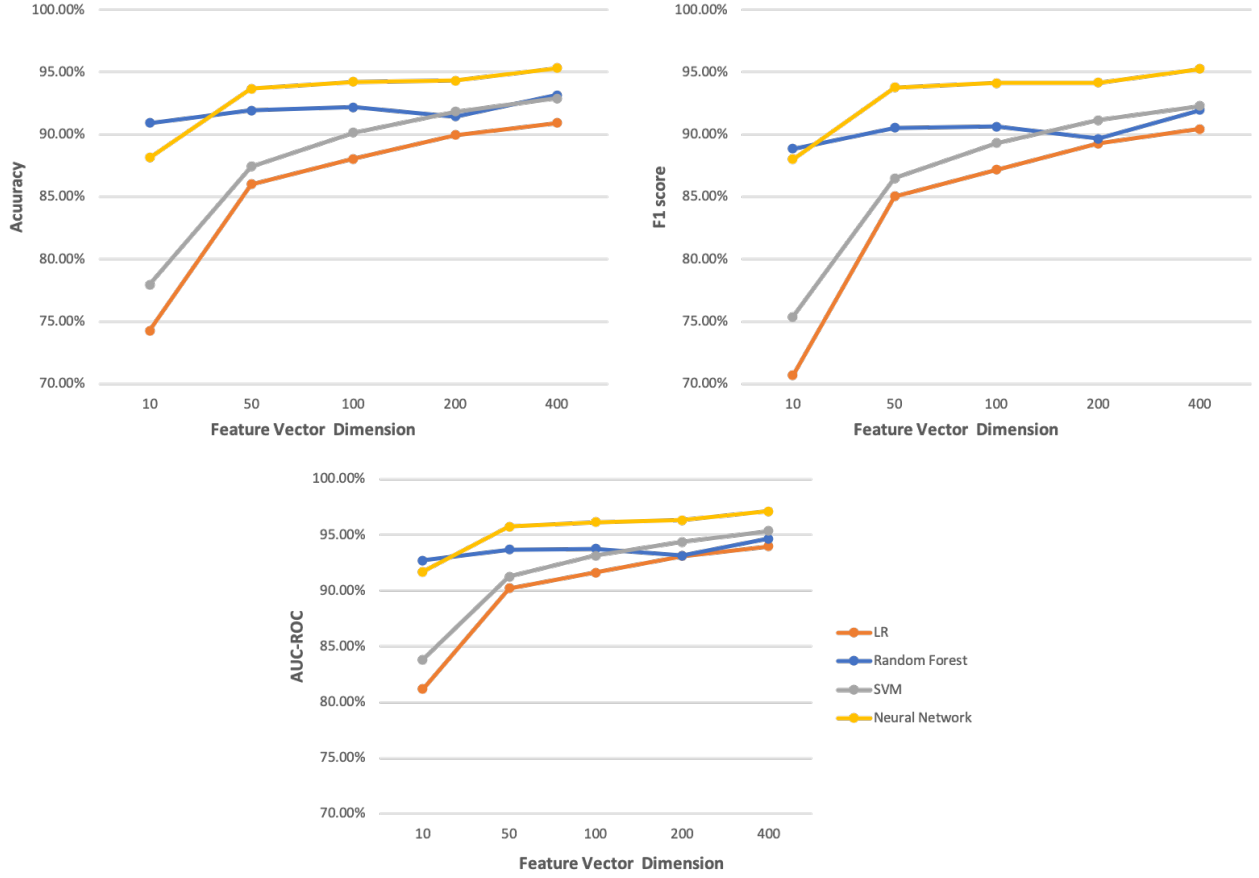 100.00%
95.00%
90.00%
85.00%
80.00%
75.00%
70.00%
Acuuracy
10 50 100 200 400
Feature Vector Dimension
100.00%
95.00%
90.00%
85.00%
80.00%
75.00%
70.00%
F1 score
10 50 100 200 400
Feature Vector Dimension
100.00%
95.00%
90.00%
85.00%
80.00%
75.00%
70.00%
AUC-ROC
10 50 100 200 400
Feature Vector Dimension
LR
Random Forest
SVM
Neural Network